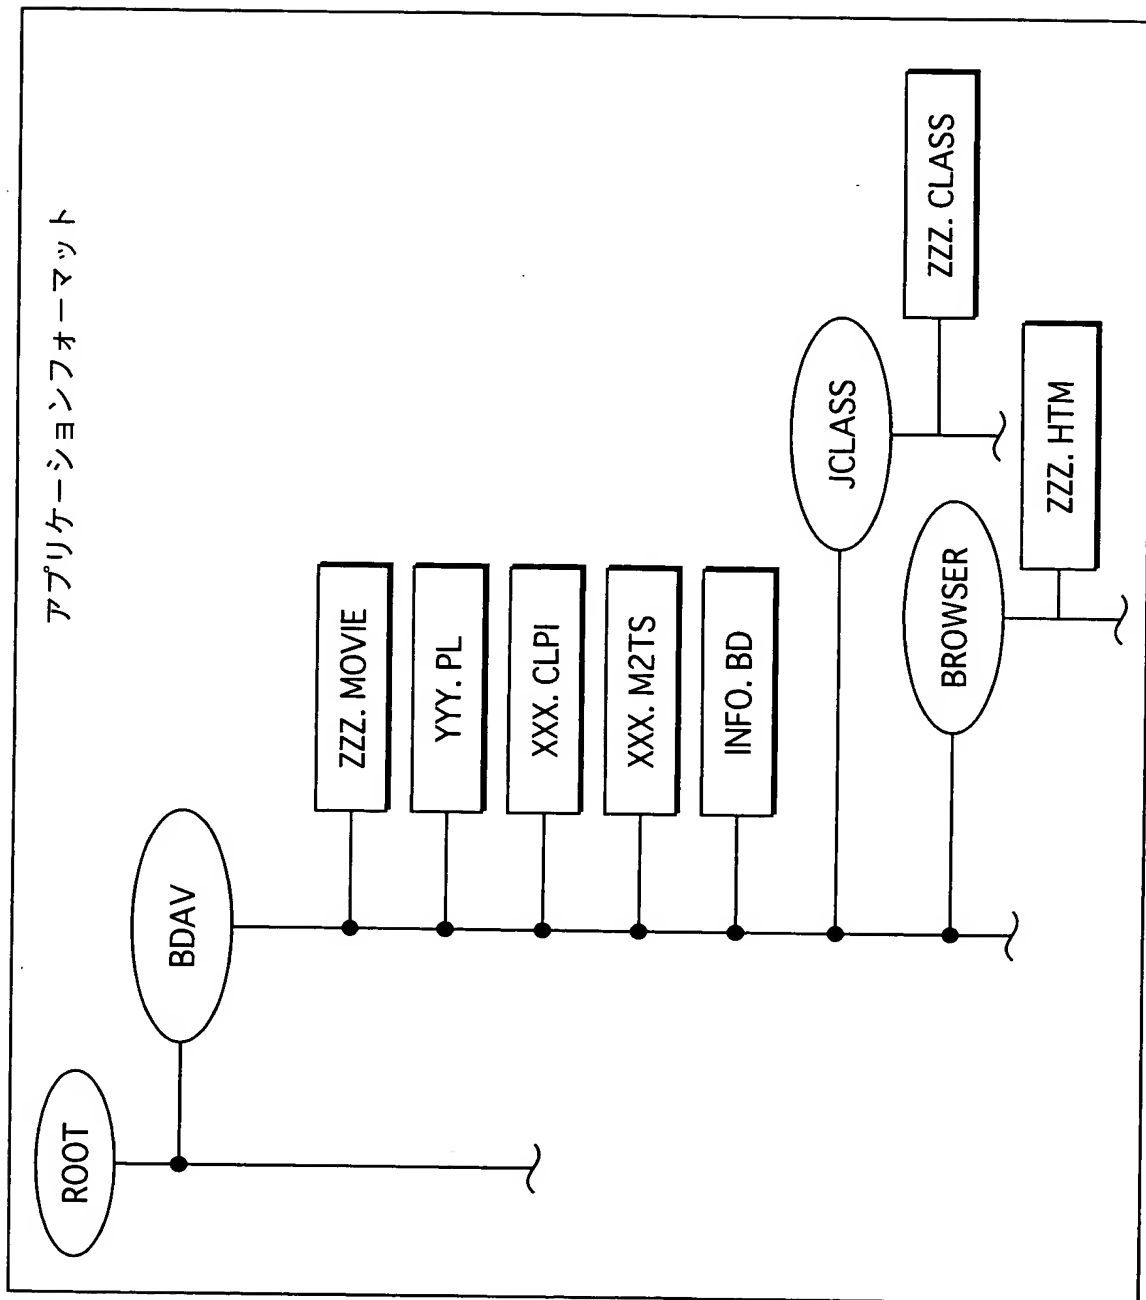 アプリケーションフォーマット
ROOT
BDAV
ZZZ. MOVIE
YYY. PL
XXX. CLPI
XXX. M2TS
INFO. BD
JCLASS
ZZZ. CLASS
BROWSER
ZZZ. HTM